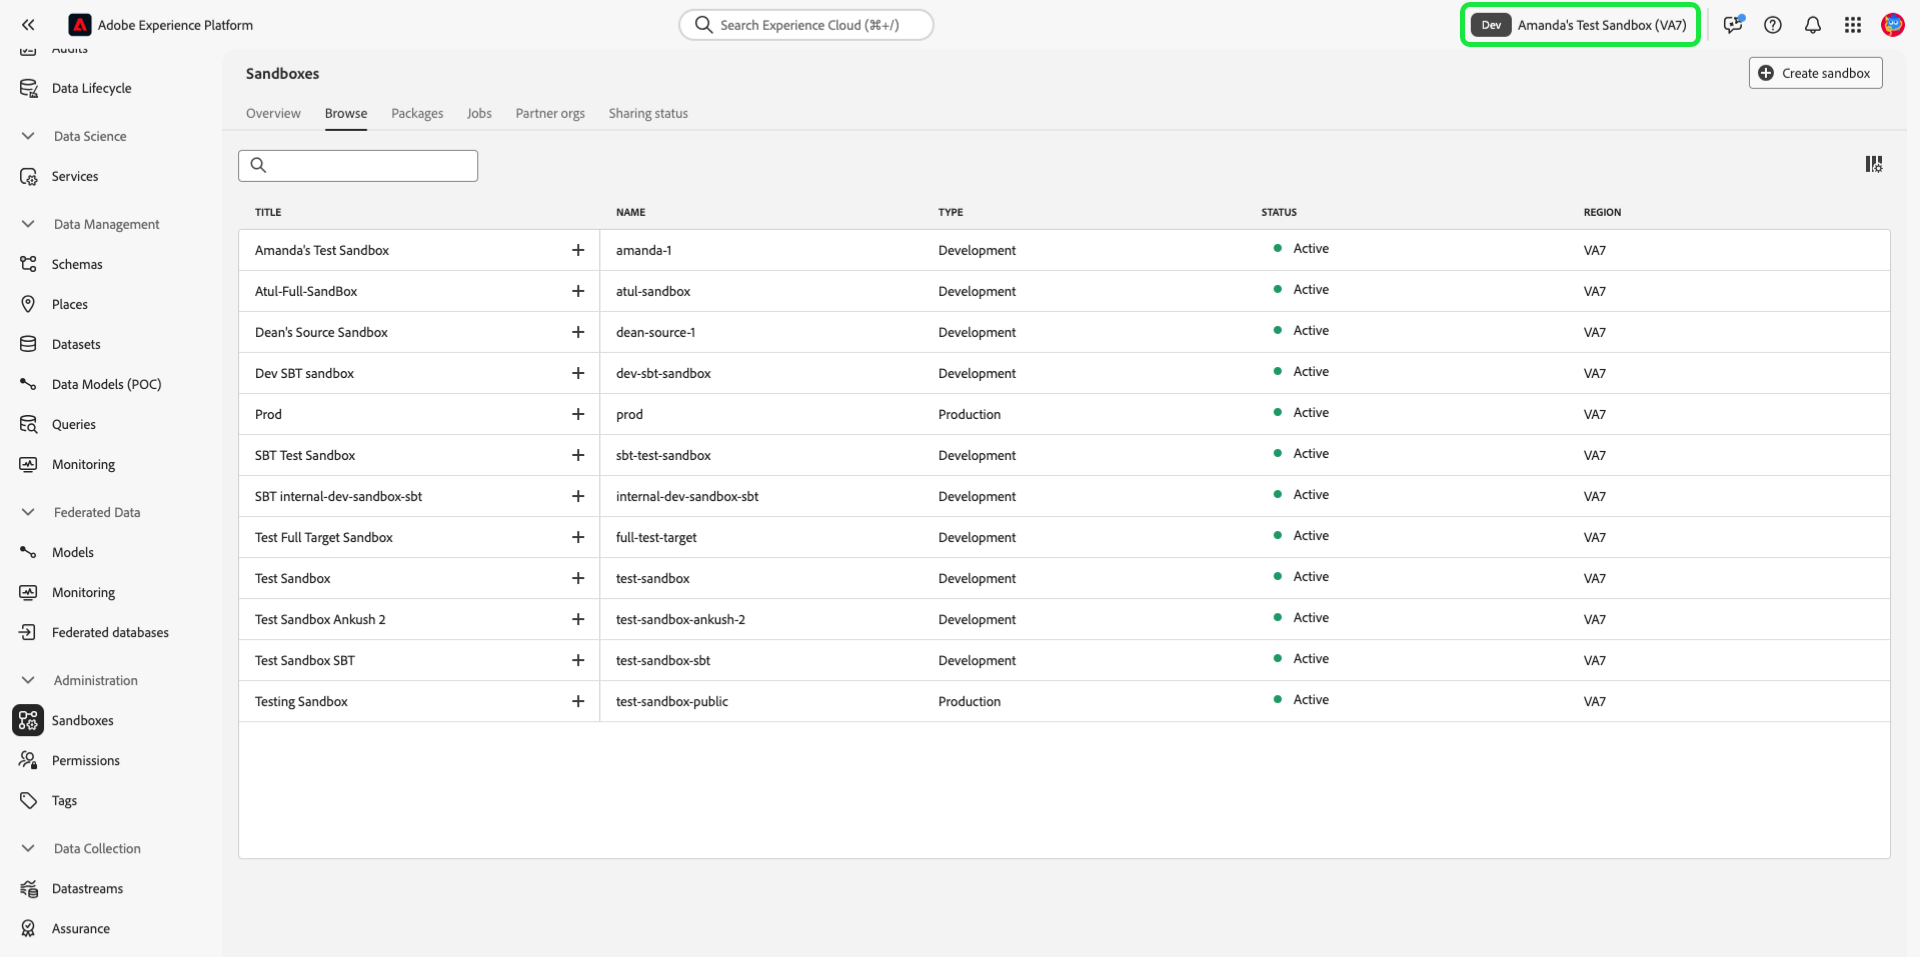 Adobe Experience Platform
Search Experience Cloud (⌘+/)
Dev Amanda's Test Sandbox (VA7)
Audits
Data Lifecycle
Data Science
Services
Data Management
Schemas
Places
Datasets
Data Models (POC)
Queries
Monitoring
Federated Data
Models
Monitoring
Federated databases
Administration
Sandboxes
Permissions
Tags
Data Collection
Datastreams
Assurance
Sandboxes
Create sandbox
Overview Browse Packages Jobs Partner orgs Sharing status
TITLE NAME TYPE STATUS REGION
Amanda's Test Sandbox amanda-1 Development Active VA7
Atul-Full-SandBox atul-sandbox Development Active VA7
Dean's Source Sandbox dean-source-1 Development Active VA7
Dev SBT sandbox dev-sbt-sandbox Development Active VA7
Prod prod Production Active VA7
SBT Test Sandbox sbt-test-sandbox Development Active VA7
SBT internal-dev-sandbox-sbt internal-dev-sandbox-sbt Development Active VA7
Test Full Target Sandbox full-test-target Development Active VA7
Test Sandbox test-sandbox Development Active VA7
Test Sandbox Ankush 2 test-sandbox-ankush-2 Development Active VA7
Test Sandbox SBT test-sandbox-sbt Development Active VA7
Testing Sandbox test-sandbox-public Production Active VA7